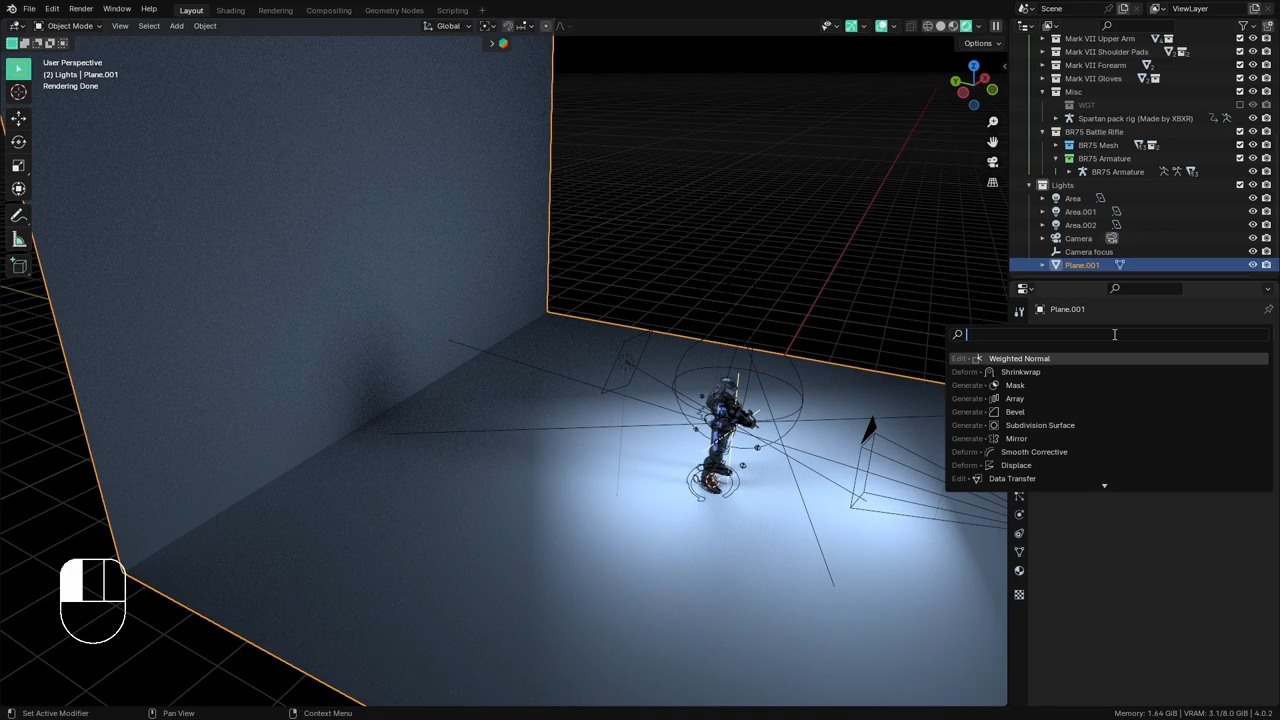 File Edit Render Window Help Layout Shading Rendering Compositing Geometry Nodes Scripting + Scene ViewLayer
Object Mode View Select Add Object Global
Options
User Perspective
(2) Lights | Plane.001
Rendering Done
Z
X
Y
Mark VII Upper Arm
Mark VII Shoulder Pads
Mark VII Forearm
Mark VII Gloves
Misc
WGT
Spartan pack rig (Made by XBXR)
BR75 Battle Rifle
BR75 Mesh
BR75 Armature
BR75 Armature
Lights
Area
Area.001
Area.002
Camera
Camera focus
Plane.001
Plane.001
Edit Weighted Normal
Deform Shrinkwrap
Generate Mask
Generate Array
Generate Bevel
Generate Subdivision Surface
Generate Mirror
Deform Smooth Corrective
Deform Displace
Edit Data Transfer
Set Active Modifier Pan View Context Menu Memory: 1.64 GiB | VRAM: 3.1/8.0 GiB | 4.0.2